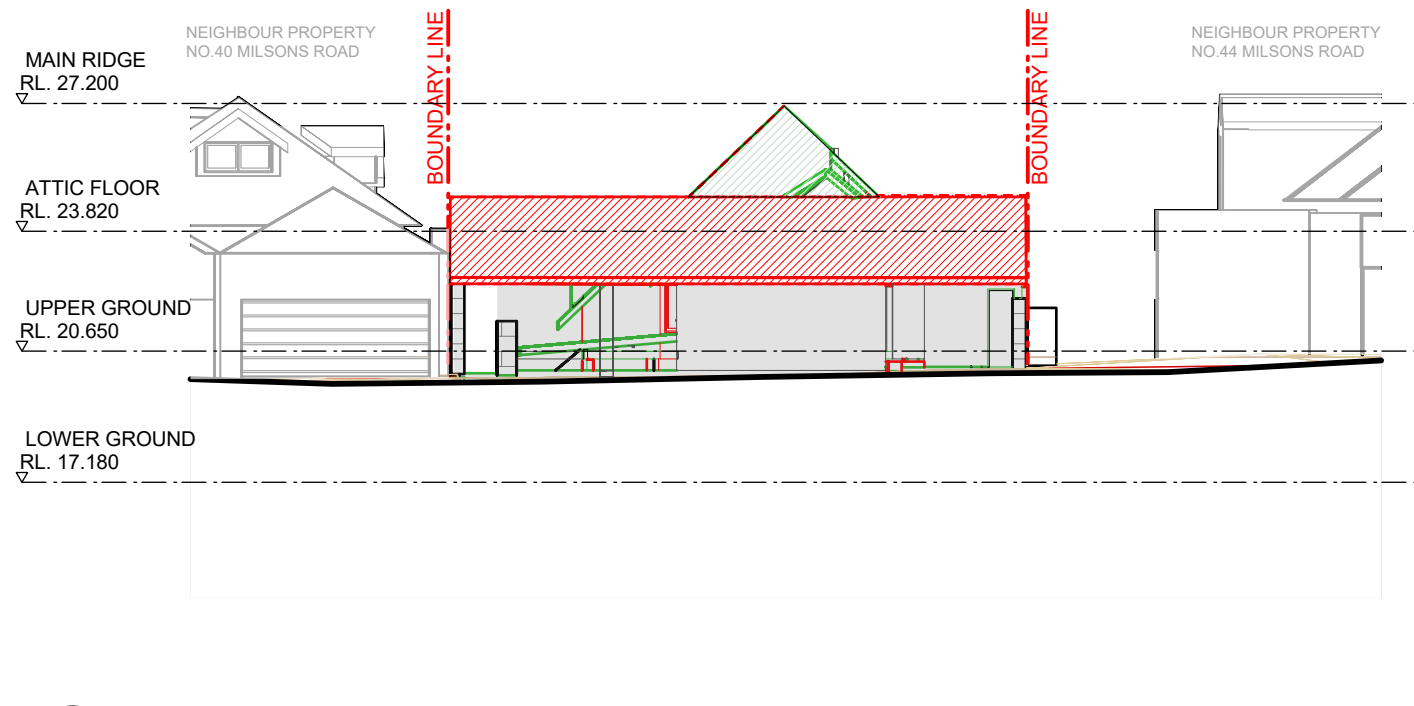 NEIGHBOUR PROPERTY
NO.40 MILSONS ROAD
BOUNDARY LINE
BOUNDARY LINE
NEIGHBOUR PROPERTY
NO.44 MILSONS ROAD
MAIN RIDGE
RL. 27.200
ATTIC FLOOR
RL. 23.820
UPPER GROUND
RL. 20.650
LOWER GROUND
RL. 17.180